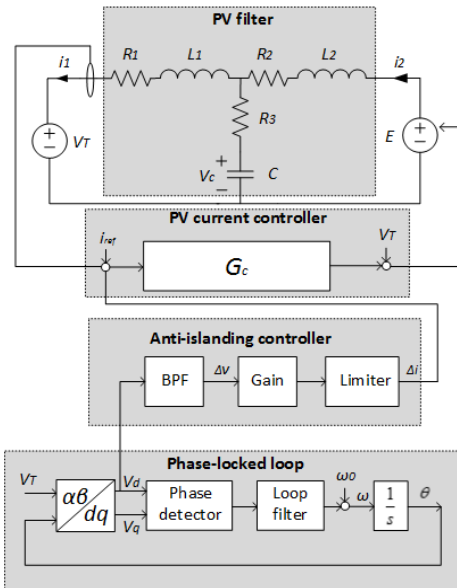 PV filter
R1 L1 R2 L2
i1 i2
R3
VT E
Vc C
PV current controller
iref VT
Gc
Anti-islanding controller
BPF Δv Gain Limiter Δi
Phase-locked loop
VT αβ dq Vd Vq
Phase detector
Loop filter
ωo ω 1 s θ